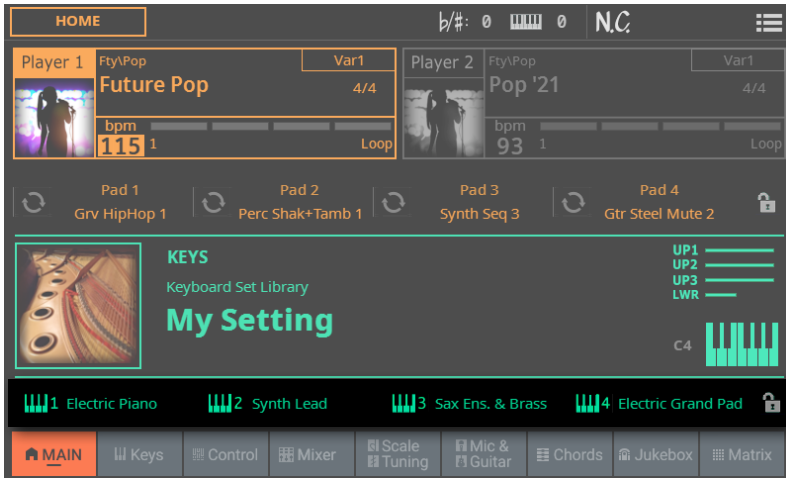 HOME
♭/♯: 0 0 N.C.
Player 1 Fty\Pop Var1
Future Pop 4/4
bpm
115 1 Loop
Player 2 Fty\Pop Var1
Pop '21 4/4
bpm
93 1 Loop
Pad 1
Grv HipHop 1
Pad 2
Perc Shak+Tamb 1
Pad 3
Synth Seq 3
Pad 4
Gtr Steel Mute 2
KEYS
Keyboard Set Library
My Setting
UP1
UP2
UP3
LWR
C4
1 Electric Piano
2 Synth Lead
3 Sax Ens. & Brass
4 Electric Grand Pad
MAIN
Keys
Control
Mixer
Scale
Tuning
Mic &
Guitar
Chords
Jukebox
Matrix